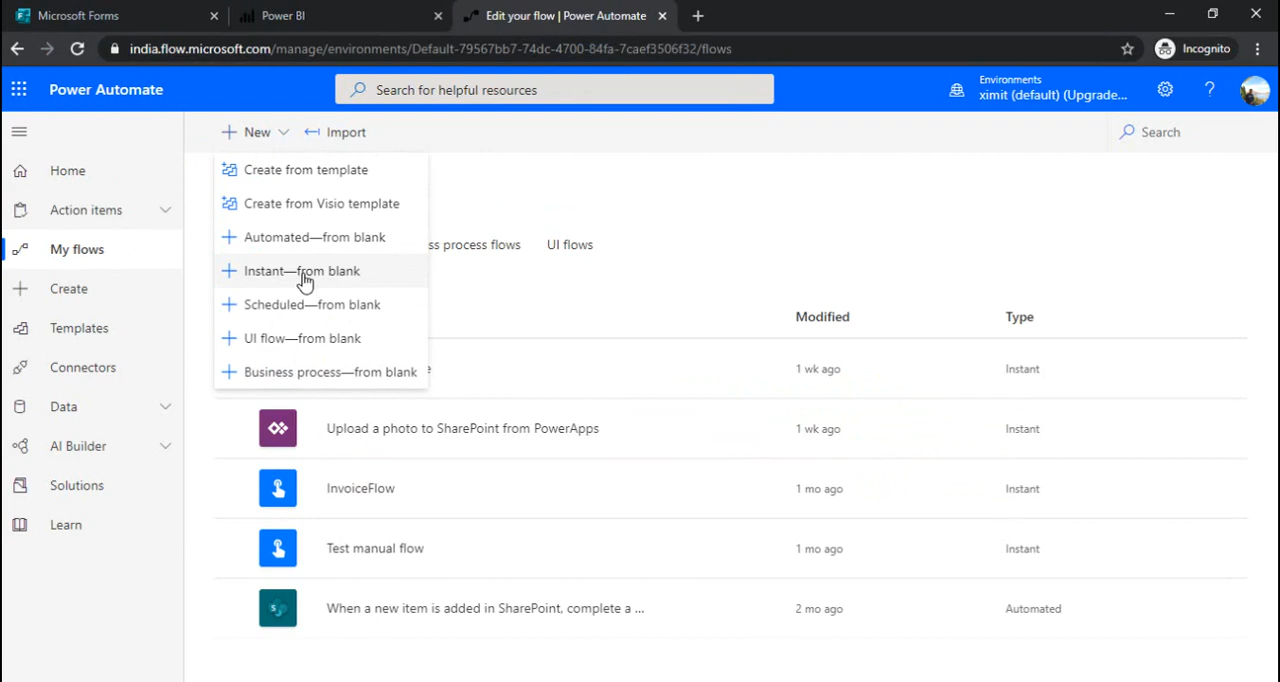 Microsoft Forms
Power BI
Edit your flow | Power Automate
india.flow.microsoft.com/manage/environments/Default-79567bb7-74dc-4700-84fa-7caef3506f32/flows
Incognito
Power Automate
Search for helpful resources
Environments
ximit (default) (Upgrade...
New
Import
Search
Home
Action items
My flows
Create
Templates
Connectors
Data
AI Builder
Solutions
Learn
Create from template
Create from Visio template
Automated—from blank
Instant—from blank
Scheduled—from blank
UI flow—from blank
Business process—from blank
ss process flows
UI flows
Modified
Type
e
1 wk ago
Instant
Upload a photo to SharePoint from PowerApps
1 wk ago
Instant
InvoiceFlow
1 mo ago
Instant
Test manual flow
1 mo ago
Instant
When a new item is added in SharePoint, complete a ...
2 mo ago
Automated